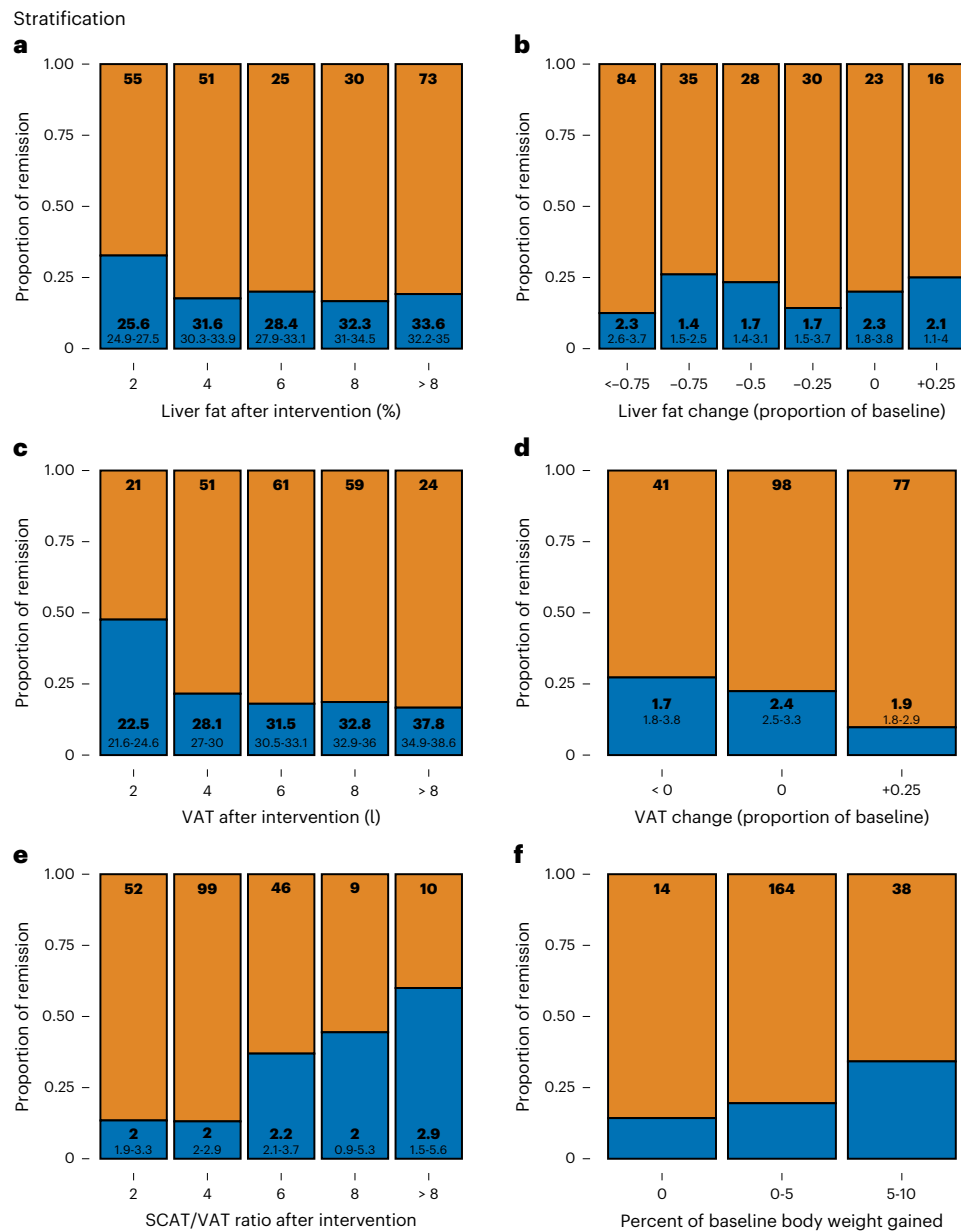 Stratification
a
1.00
0.75
0.50
0.25
0
Proportion of remission
55 51 25 30 73
25.6 31.6 28.4 32.3 33.6
24.9-27.5 30.3-33.9 27.9-33.1 31-34.5 32.2-35
2 4 6 8 > 8
Liver fat after intervention (%)
b
1.00
0.75
0.50
0.25
0
Proportion of remission
84 35 28 30 23 16
2.3 1.4 1.7 1.7 2.3 2.1
2.6-3.7 1.5-2.5 1.4-3.1 1.5-3.7 1.8-3.8 1.1-4
<−0.75 −0.75 −0.5 −0.25 0 +0.25
Liver fat change (proportion of baseline)
c
1.00
0.75
0.50
0.25
0
Proportion of remission
21 51 61 59 24
22.5 28.1 31.5 32.8 37.8
21.6-24.6 27-30 30.5-33.1 32.9-36 34.9-38.6
2 4 6 8 > 8
VAT after intervention (l)
d
1.00
0.75
0.50
0.25
0
Proportion of remission
41 98 77
1.7 2.4 1.9
1.8-3.8 2.5-3.3 1.8-2.9
< 0 0 +0.25
VAT change (proportion of baseline)
e
1.00
0.75
0.50
0.25
0
Proportion of remission
52 99 46 9 10
2 2 2.2 2 2.9
1.9-3.3 2-2.9 2.1-3.7 0.9-5.3 1.5-5.6
2 4 6 8 > 8
SCAT/VAT ratio after intervention
f
1.00
0.75
0.50
0.25
0
Proportion of remission
14 164 38
0 0-5 5-10
Percent of baseline body weight gained